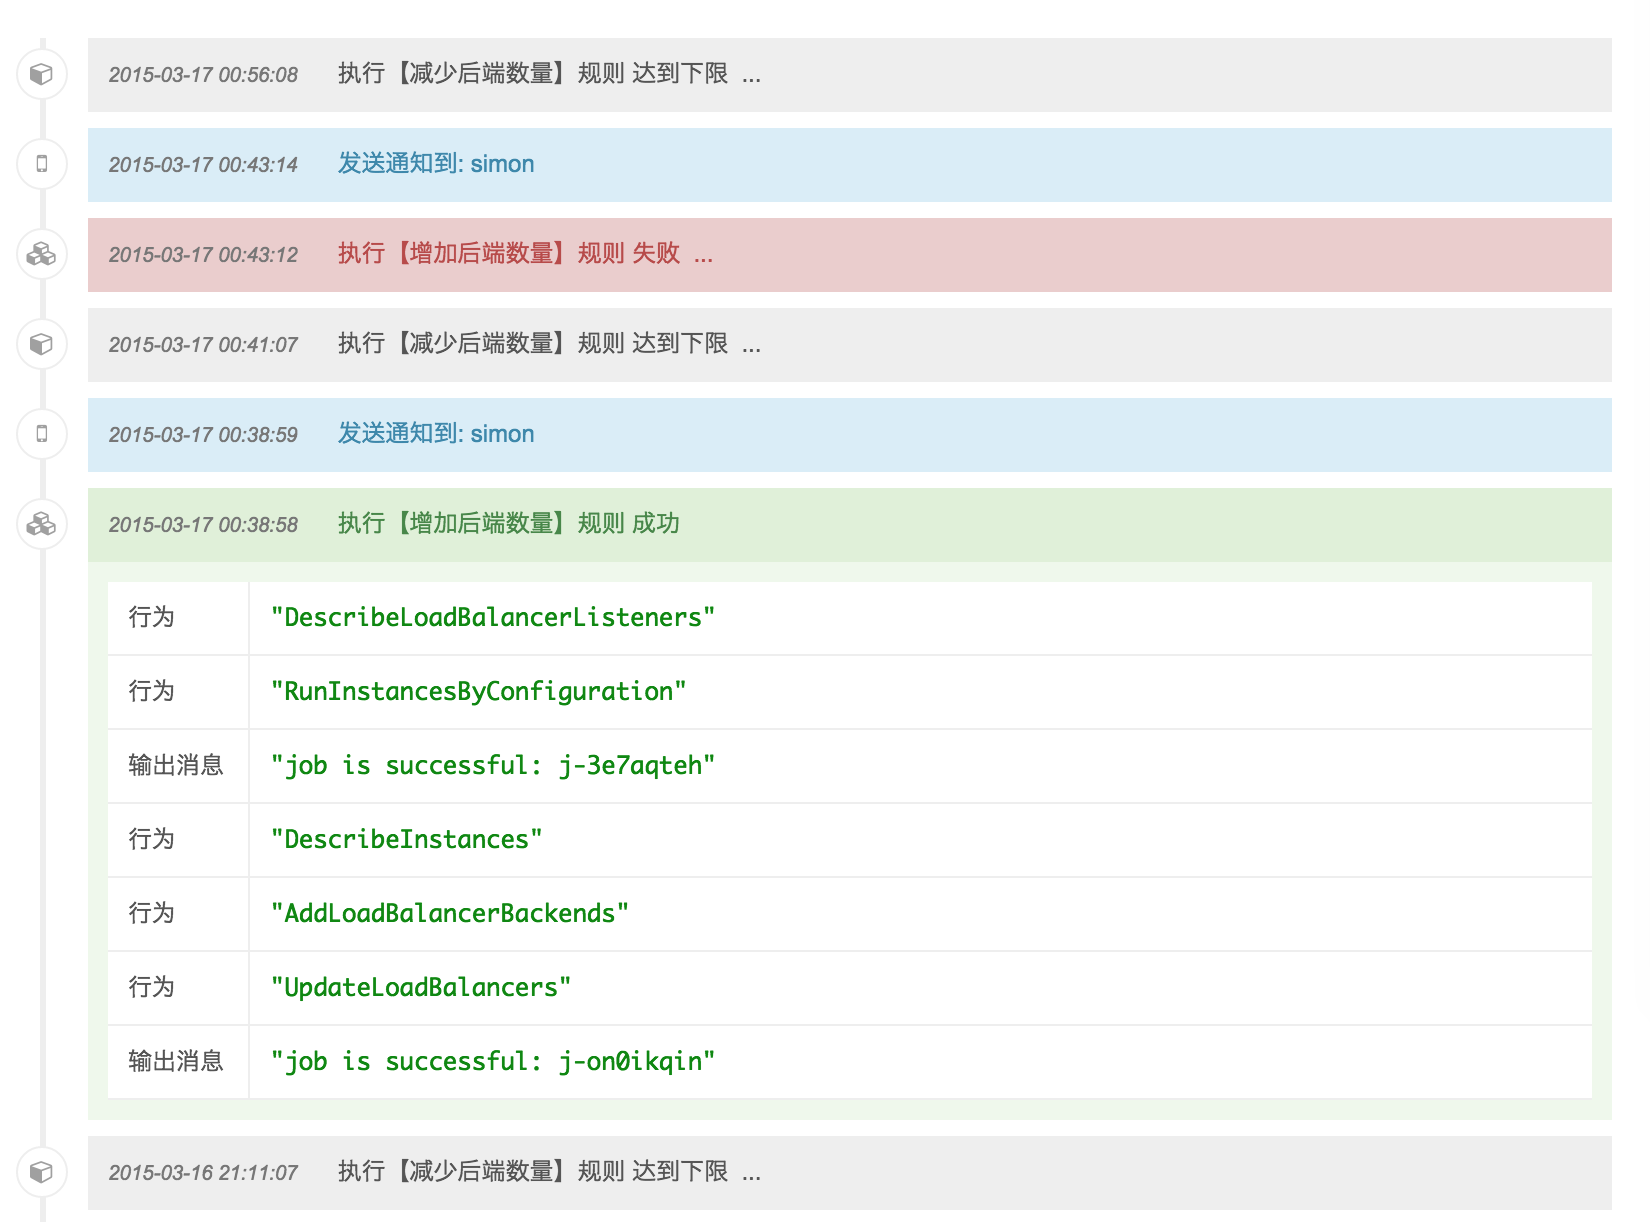 2015-03-17 00:56:08 执行【减少后端数量】规则 达到下限 ...
2015-03-17 00:43:14 发送通知到: simon
2015-03-17 00:43:12 执行【增加后端数量】规则 失败 ...
2015-03-17 00:41:07 执行【减少后端数量】规则 达到下限 ...
2015-03-17 00:38:59 发送通知到: simon
2015-03-17 00:38:58 执行【增加后端数量】规则 成功
行为 "DescribeLoadBalancerListeners"
行为 "RunInstancesByConfiguration"
输出消息 "job is successful: j-3e7aqteh"
行为 "DescribeInstances"
行为 "AddLoadBalancerBackends"
行为 "UpdateLoadBalancers"
输出消息 "job is successful: j-on0ikqin"
2015-03-16 21:11:07 执行【减少后端数量】规则 达到下限 ...